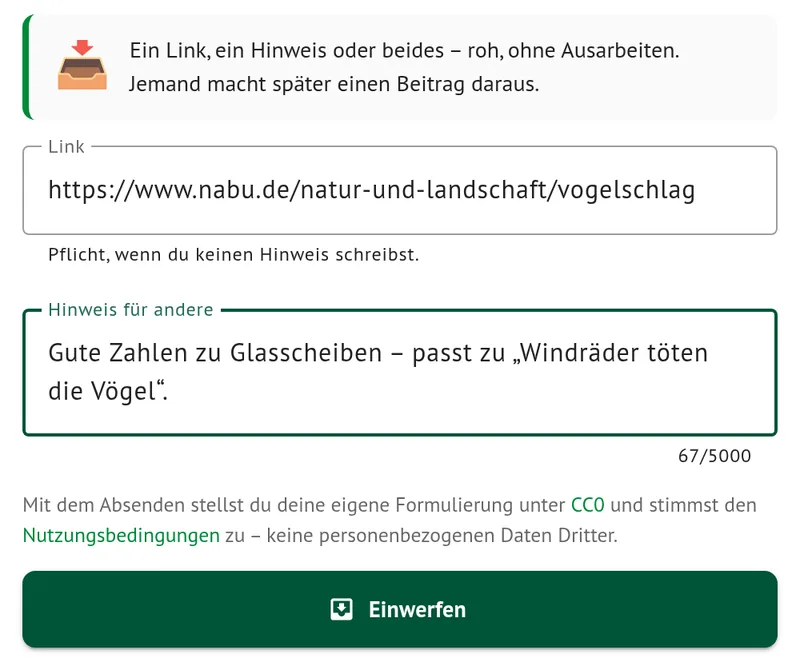 Ein Link, ein Hinweis oder beides – roh, ohne Ausarbeiten.
Jemand macht später einen Beitrag daraus.
Link
https://www.nabu.de/natur-und-landschaft/vogelschlag
Pflicht, wenn du keinen Hinweis schreibst.
Hinweis für andere
Gute Zahlen zu Glasscheiben – passt zu „Windräder töten
die Vögel“.
67/5000
Mit dem Absenden stellst du deine eigene Formulierung unter CC0 und stimmst den
Nutzungsbedingungen zu – keine personenbezogenen Daten Dritter.
Einwerfen